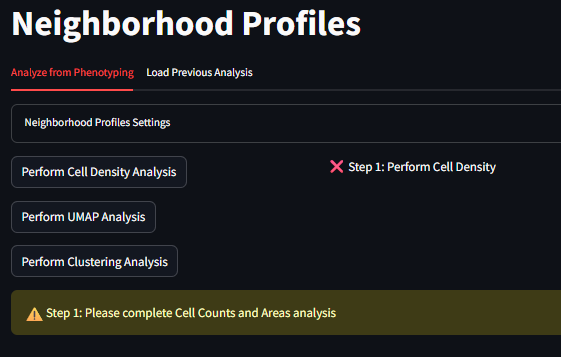 Neighborhood Profiles
Analyze from Phenotyping Load Previous Analysis
Neighborhood Profiles Settings
Perform Cell Density Analysis
❌ Step 1: Perform Cell Density
Perform UMAP Analysis
Perform Clustering Analysis
⚠️ Step 1: Please complete Cell Counts and Areas analysis